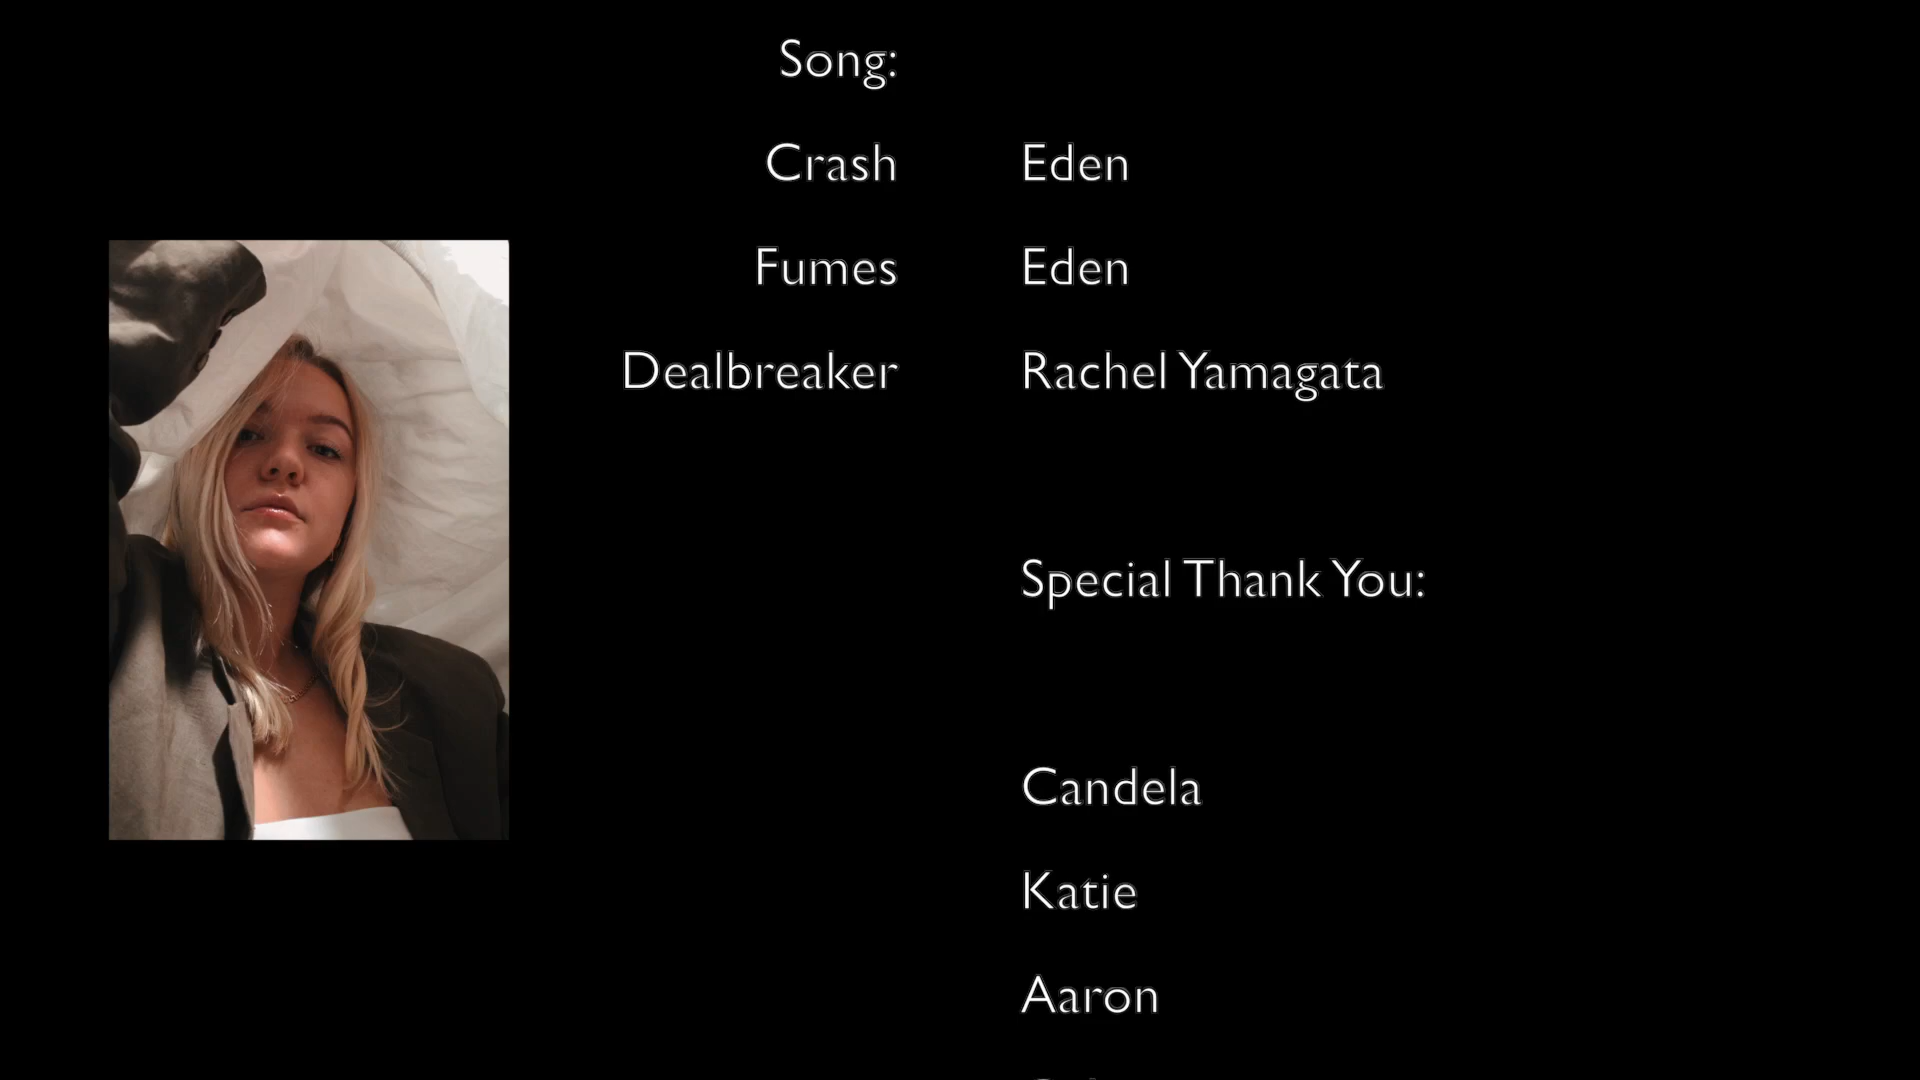 Song:
Crash Eden
Fumes Eden
Dealbreaker Rachel Yamagata
Special Thank You:
Candela
Katie
Aaron